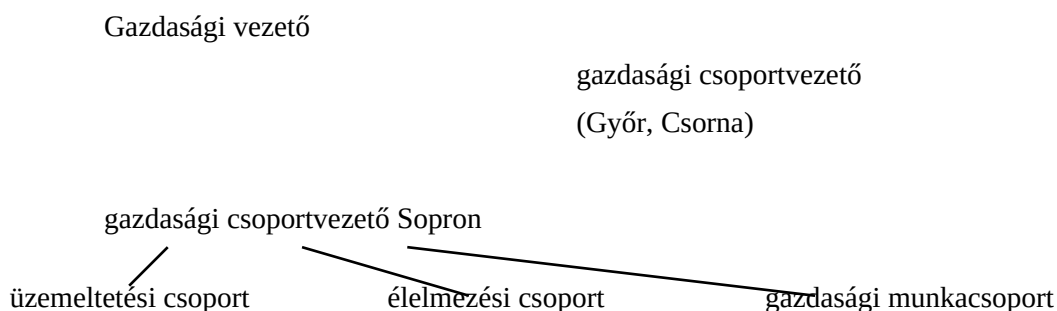 Gazdasági vezető
gazdasági csoportvezető
(Győr, Csorna)
gazdasági csoportvezető Sopron
üzemeltetési csoport
élelmezési csoport
gazdasági munkacsoport